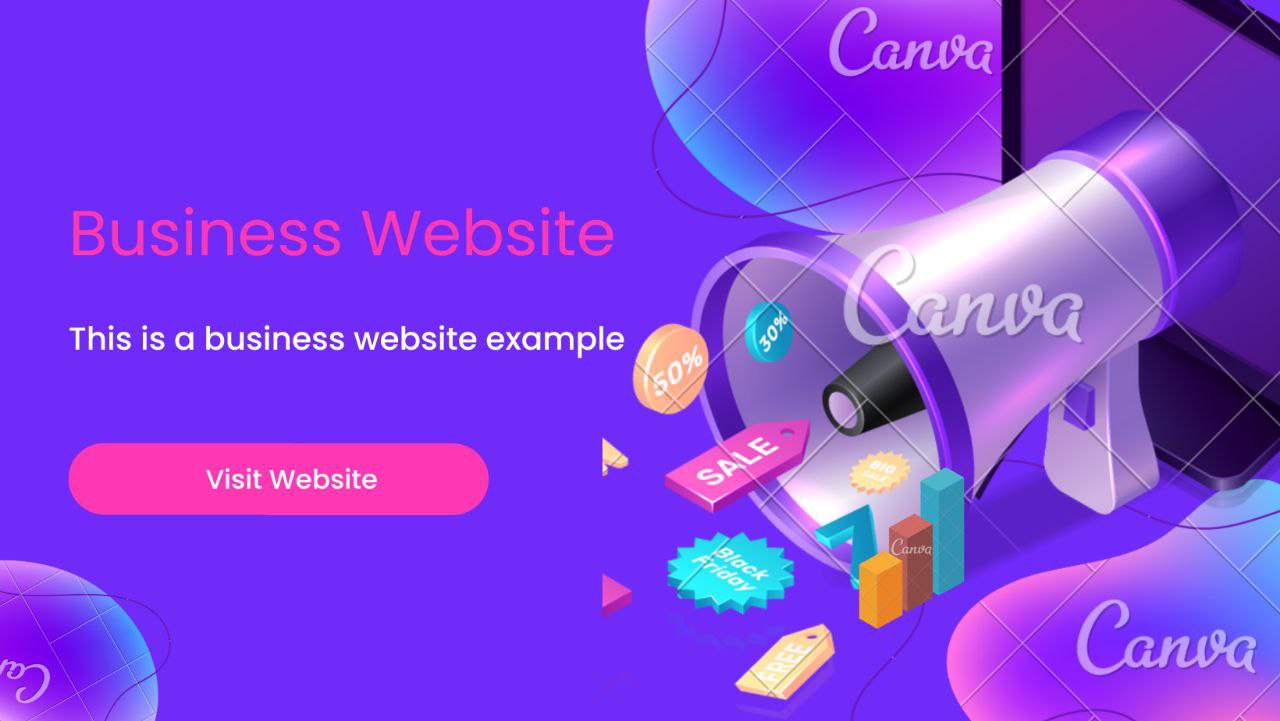 Canva
Business Website
Canva
This is a business website example
30%
50%
SALE
BIG
SALE
Visit Website
Canva
Black
Friday
Canva
FREE